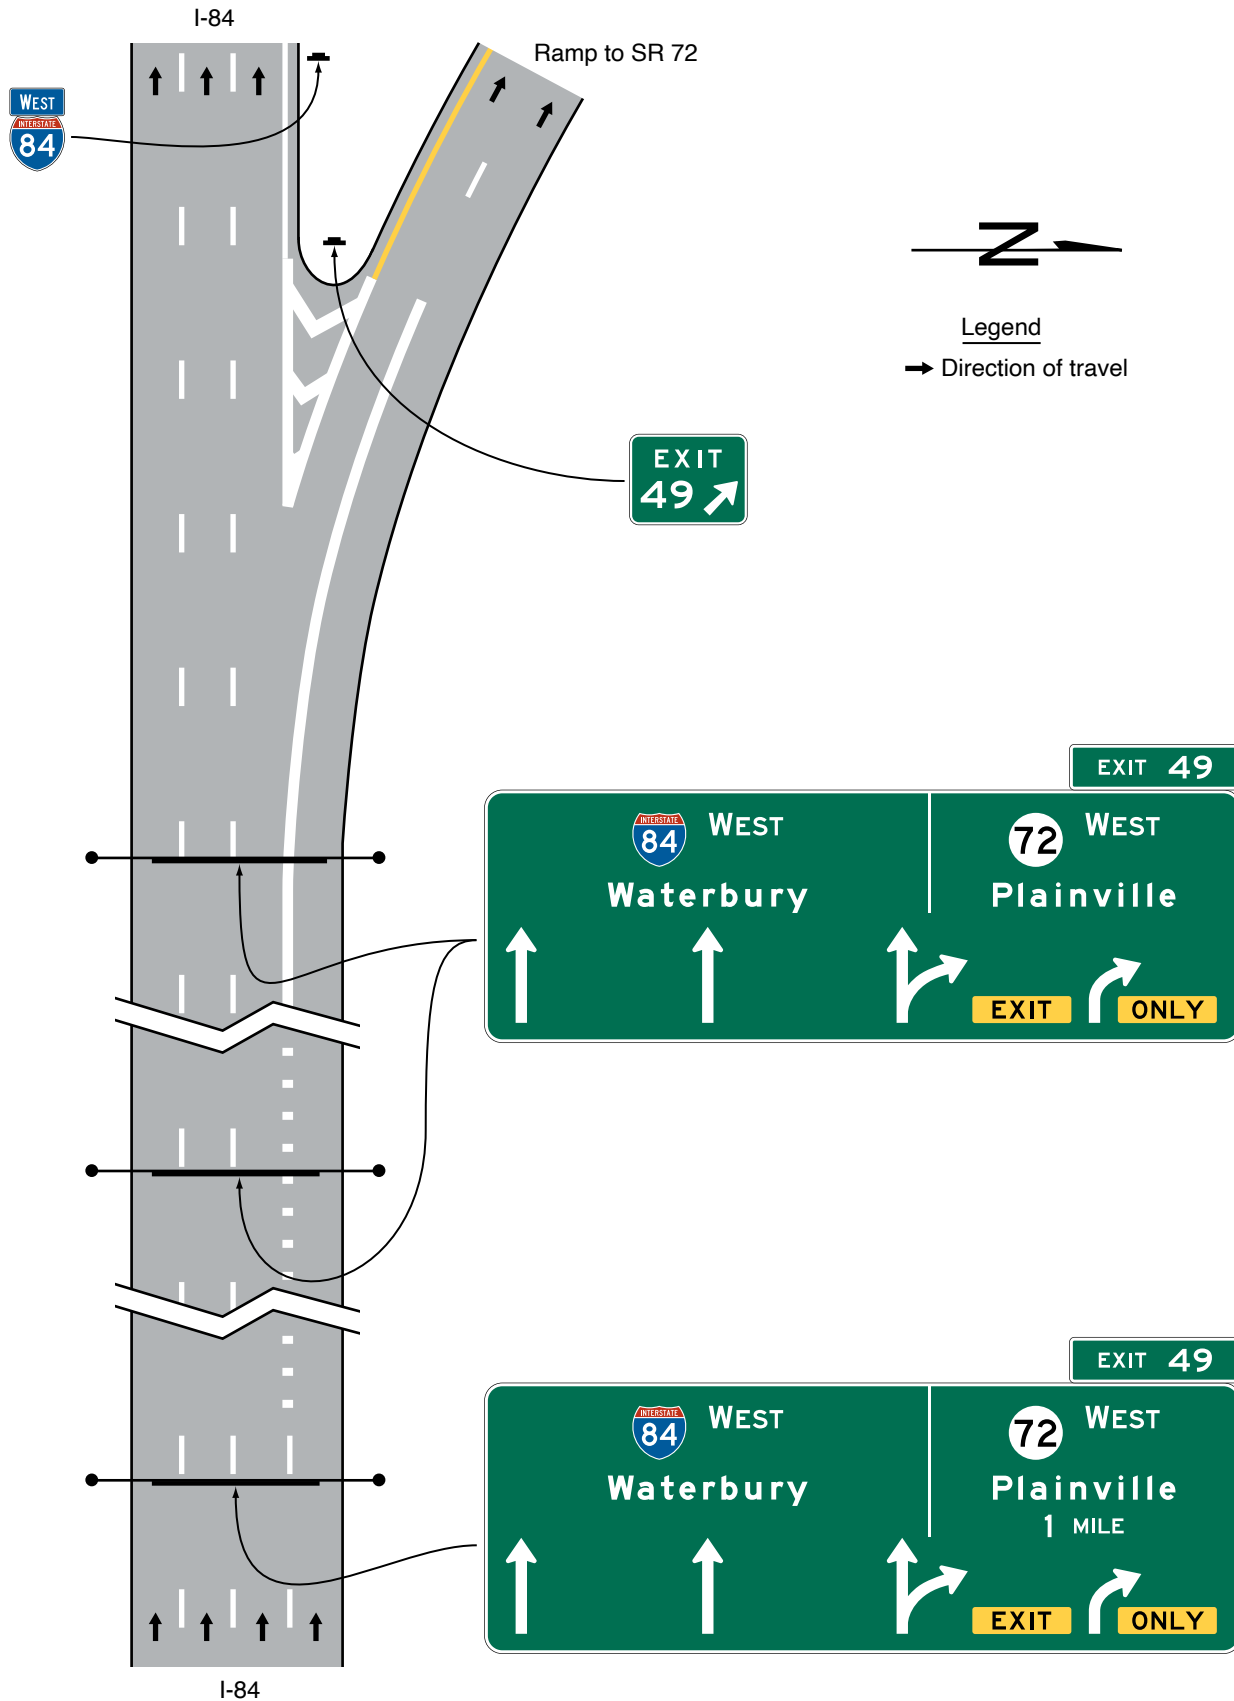 I-84
Ramp to SR 72
WEST
INTERSTATE
84
N
Legend
Direction of travel
EXIT
49
EXIT 49
INTERSTATE
84 WEST
72 WEST
Waterbury
Plainville
EXIT ONLY
EXIT 49
INTERSTATE
84 WEST
72 WEST
Waterbury
Plainville
1 MILE
EXIT ONLY
I-84